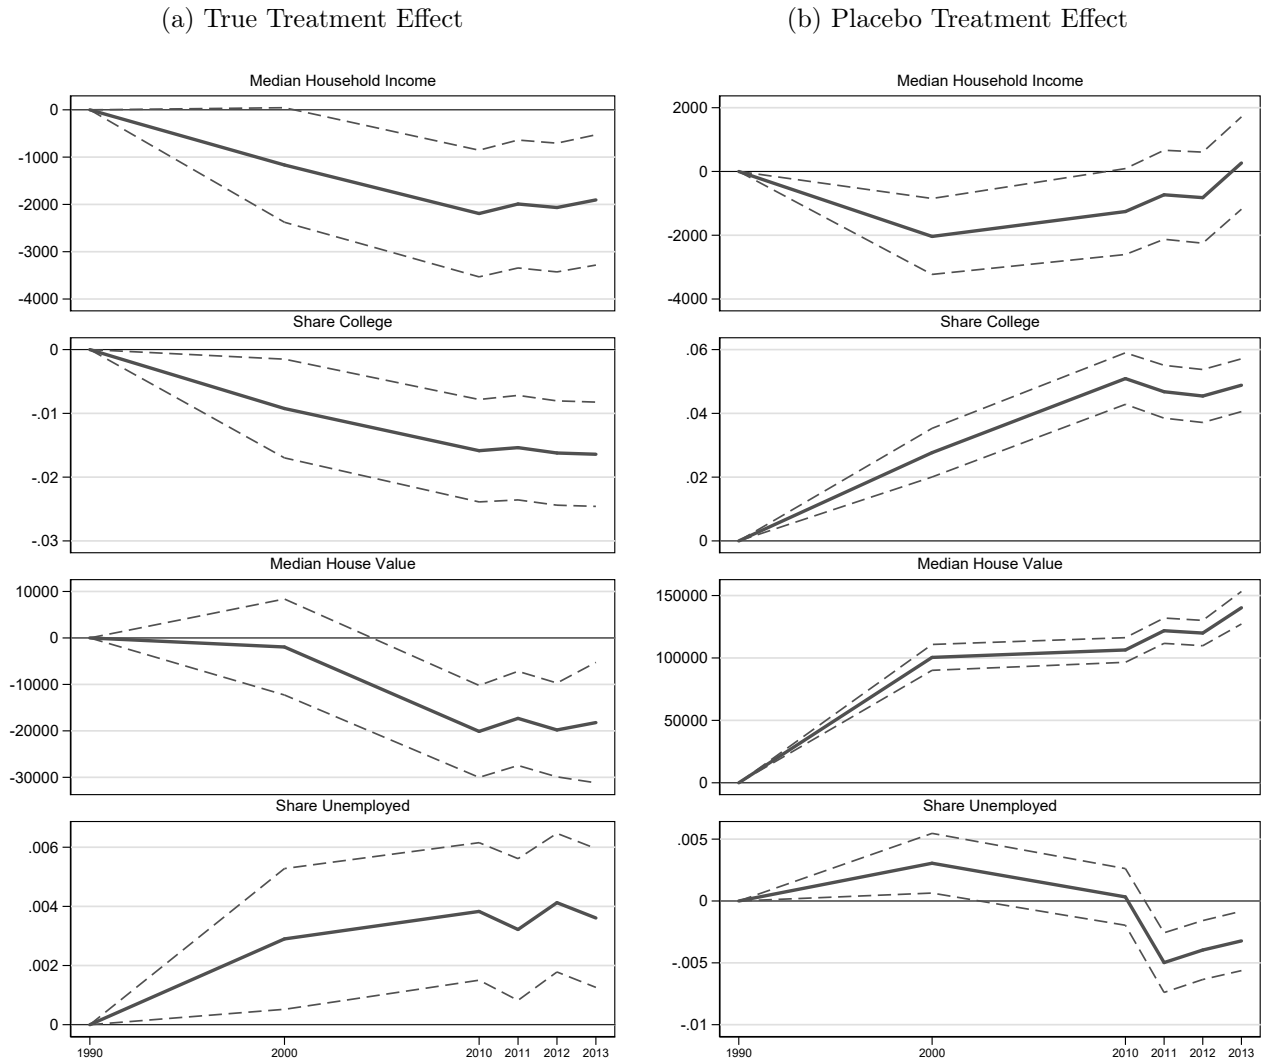 (a) True Treatment Effect
Median Household Income
0
-1000
-2000
-3000
-4000
Share College
0
-.01
-.02
-.03
Median House Value
10000
0
-10000
-20000
-30000
Share Unemployed
.006
.004
.002
0
1990 2000 2010 2011 2012 2013
(b) Placebo Treatment Effect
Median Household Income
2000
0
-2000
-4000
Share College
.06
.04
.02
0
Median House Value
150000
100000
50000
0
Share Unemployed
.005
0
-.005
-.01
1990 2000 2010 2011 2012 2013